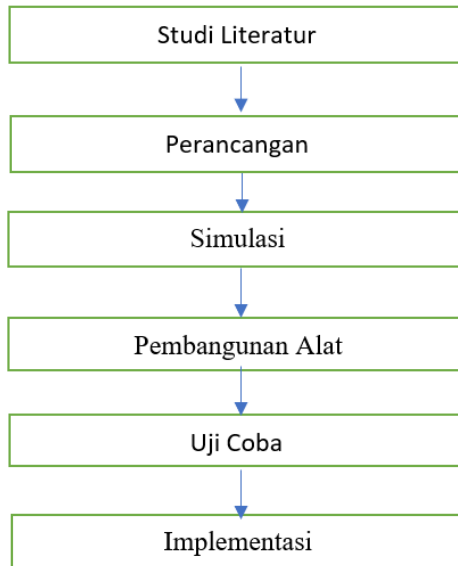 Studi Literatur
Perancangan
Simulasi
Pembangunan Alat
Uji Coba
Implementasi